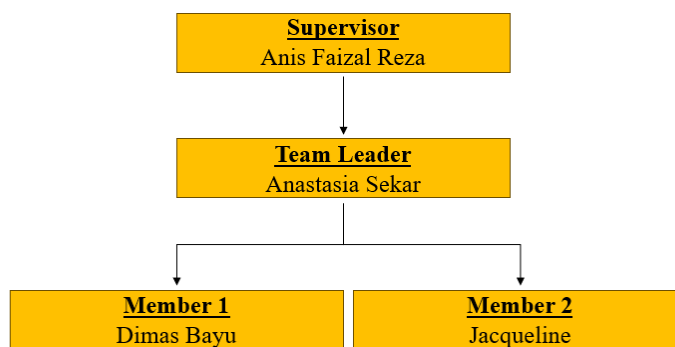 Supervisor
Anis Faizal Reza
Team Leader
Anastasia Sekar
Member 1
Dimas Bayu
Member 2
Jacqueline